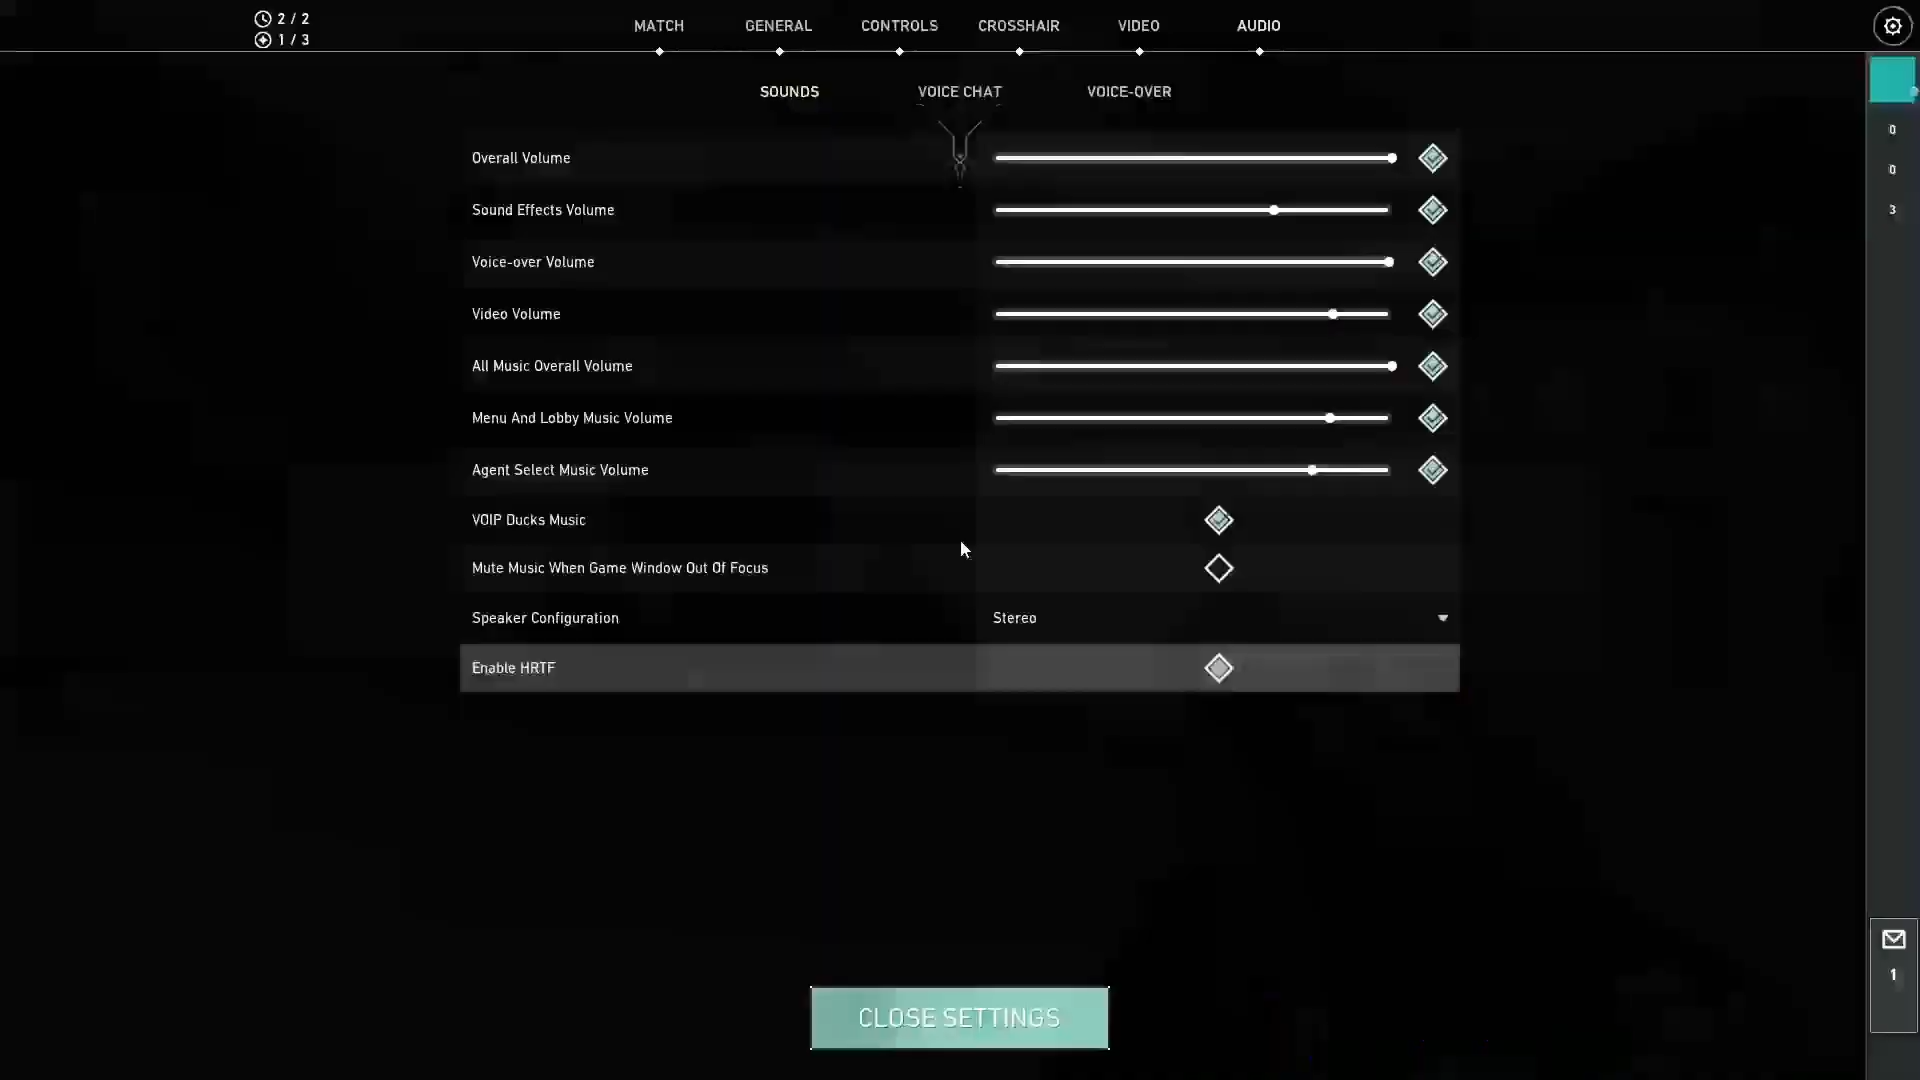 2 / 2
1 / 3
MATCH GENERAL CONTROLS CROSSHAIR VIDEO AUDIO
SOUNDS VOICE CHAT VOICE-OVER
Overall Volume
Sound Effects Volume
Voice-over Volume
Video Volume
All Music Overall Volume
Menu And Lobby Music Volume
Agent Select Music Volume
VOIP Ducks Music
Mute Music When Game Window Out Of Focus
Speaker Configuration Stereo
Enable HRTF
CLOSE SETTINGS
0
0
3
1